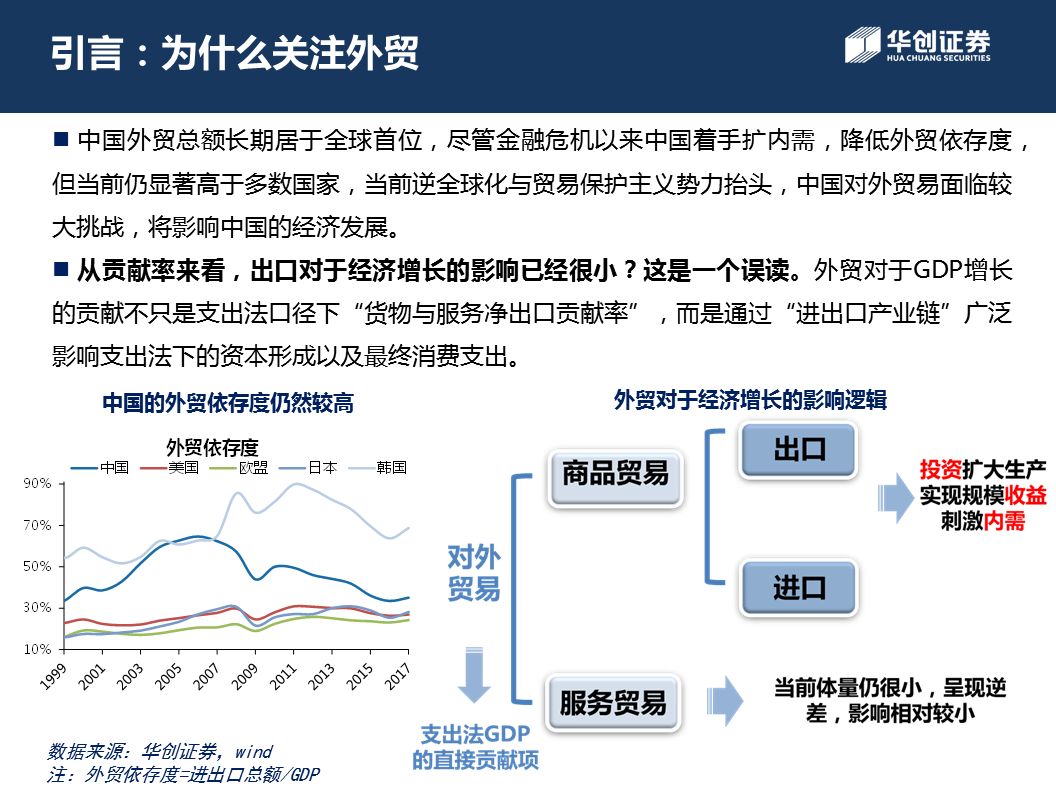 引言：为什么关注外贸
华创证券
HUA CHUANG SECURITIES
■ 中国外贸总额长期居于全球首位，尽管金融危机以来中国着手扩内需，降低外贸依存度，
但当前仍显著高于多数国家，当前逆全球化与贸易保护主义势力抬头，中国对外贸易面临较
大挑战，将影响中国的经济发展。
■ 从贡献率来看，出口对于经济增长的影响已经很小？这是一个误读。外贸对于GDP增长
的贡献不只是支出法口径下“货物与服务净出口贡献率”，而是通过“进出口产业链”广泛
影响支出法下的资本形成以及最终消费支出。
中国的外贸依存度仍然较高
外贸依存度
中国 美国 欧盟 日本 韩国
90%
70%
50%
30%
10%
1999 2001 2003 2005 2007 2009 2011 2013 2015 2017
数据来源：华创证券，wind
注：外贸依存度=进出口总额/GDP
外贸对于经济增长的影响逻辑
对外
贸易
支出法GDP
的直接贡献项
商品贸易
出口
进口
投资扩大生产
实现规模收益
刺激内需
服务贸易
当前体量仍很小，呈现逆
差，影响相对较小